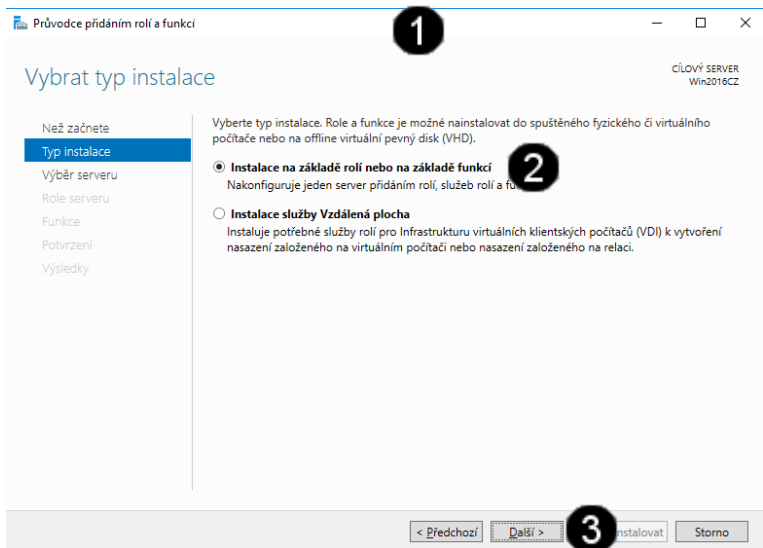 Průvodce přidáním rolí a funkcí
1
Vybrat typ instalace
CÍLOVÝ SERVER
Win2016CZ
Než začnete
Typ instalace
Výběr serveru
Role serveru
Funkce
Potvrzení
Výsledky
Vyberte typ instalace. Role a funkce je možné nainstalovat do spuštěného fyzického či virtuálního
počítače nebo na offline virtuální pevný disk (VHD).
Instalace na základě rolí nebo na základě funkcí
2
Nakonfiguruje jeden server přidáním rolí, služeb rolí a
Instalace služby Vzdálená plocha
Instaluje potřebné služby rolí pro Infrastrukturu virtuálních klientských počítačů (VDI) k vytvoření
nasazení založeného na virtuálním počítači nebo nasazení založeného na relaci.
< Předchozí
Další >
3
nstalovat
Storno